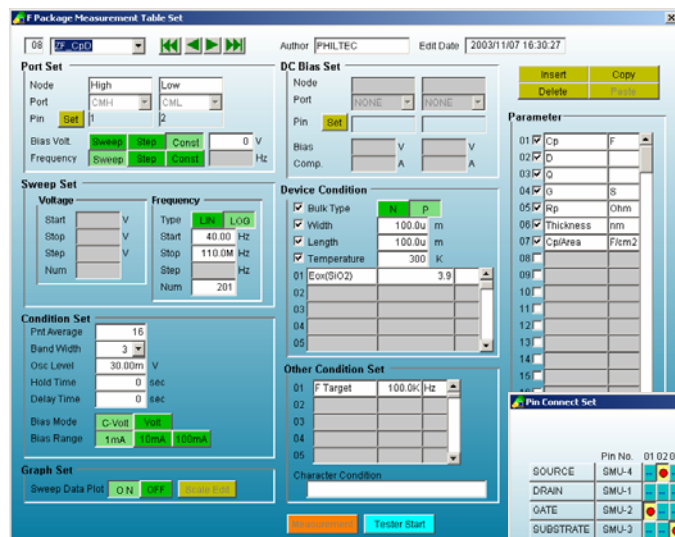 F Package Measurement Table Set
08 ZF_CpD Author PHILTEC Edit Date 2003/11/07 16:30:27
Port Set
Node High Low
Port CMH CML
Pin Set 1 2
Bias Volt. Sweep Step Const 0 V
Frequency Sweep Step Const Hz
DC Bias Set
Node
Port NONE NONE
Pin Set
Bias V V
Comp. A A
Insert Copy
Delete Paste
Parameter
01 Cp F
02 D
03 Q
04 G S
05 Rp Ohm
06 Thickness nm
07 Cp/Area F/cm2
08
09
10
11
12
13
14
15
16
Sweep Set
Voltage
Start V
Stop V
Step V
Num
Frequency
Type LIN LOG
Start 40.00 Hz
Stop 110.0M Hz
Step Hz
Num 201
Device Condition
Bulk Type N P
Width 100.0u m
Length 100.0u m
Temperature 300 K
01 Eox(SiO2) 3.9
02
03
04
05
Condition Set
Pnt Average 16
Band Width 3
Osc Level 30.00m V
Hold Time 0 sec
Delay Time 0 sec
Bias Mode C-Volt Volt
Bias Range 1mA 10mA 100mA
Other Condition Set
01 F Target 100.0K Hz
02
03
04
05
Character Condition
Graph Set
Sweep Data Plot ON OFF Scale Edit
Measurement Tester Start
Pin Connect Set
Pin No. 01 02
SOURCE SMU-4
DRAIN SMU-1
GATE SMU-2
SUBSTRATE SMU-3